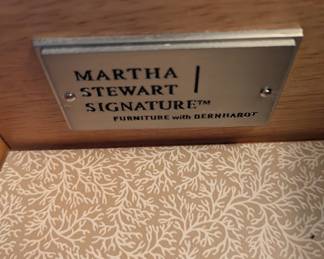 MARTHA
STEWART
SIGNATURE™
FURNITURE with BERNHARDT